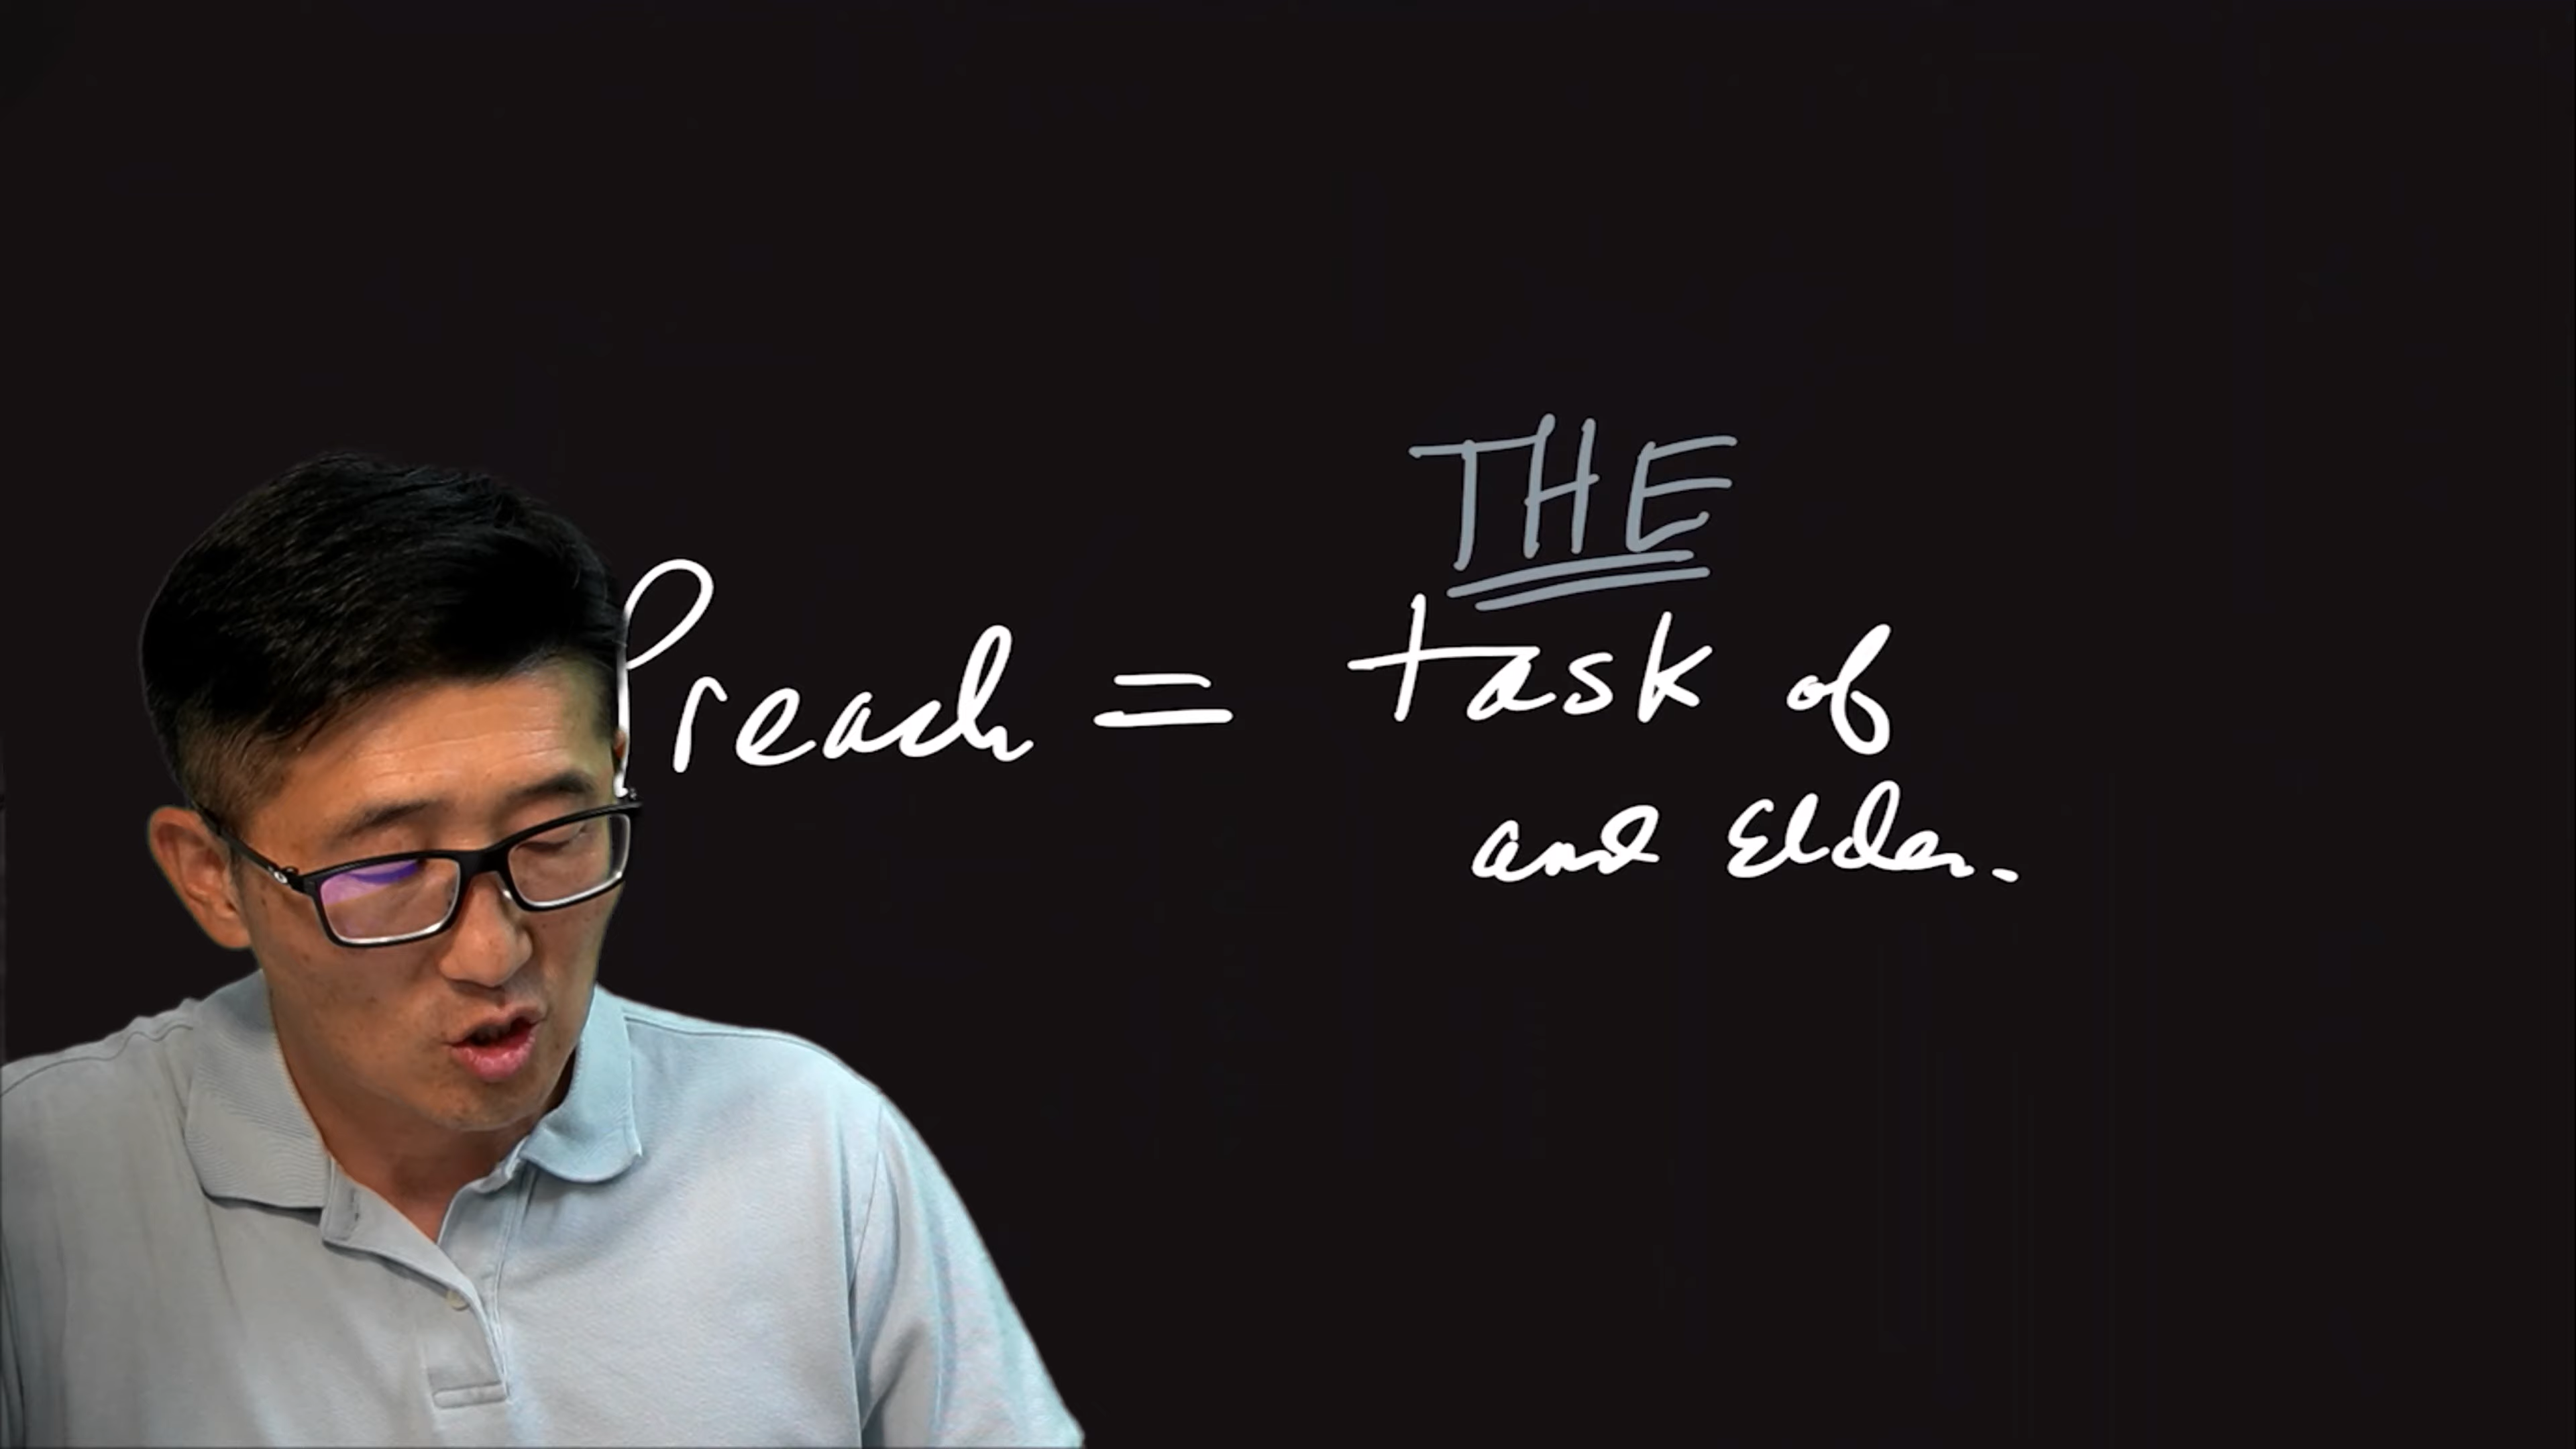 THE
Preach = task of
and Elder.